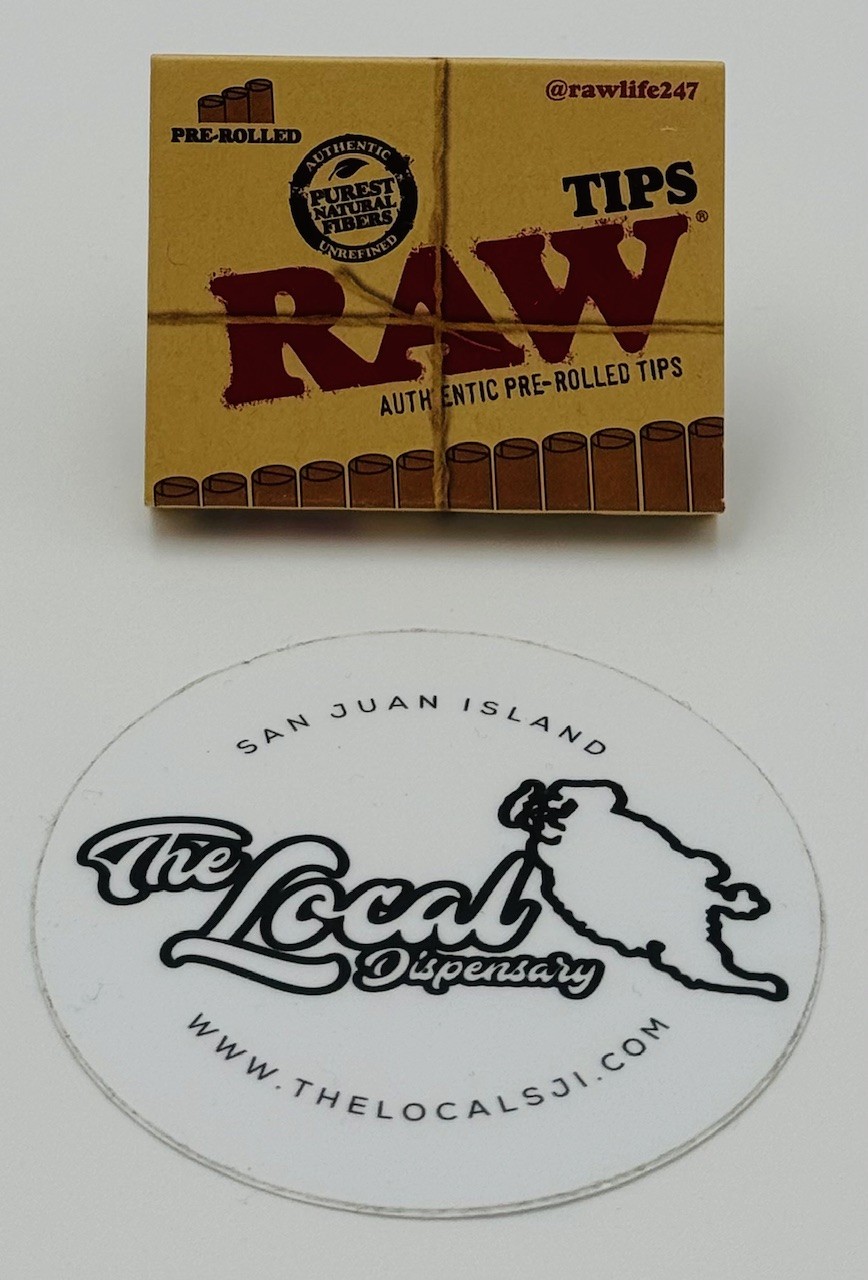 @rawlife247
PRE-ROLLED
AUTHENTIC
PUREST
NATURAL
FIBERS
UNREFINED
TIPS
RAW®
AUTHENTIC PRE-ROLLED TIPS
SAN JUAN ISLAND
The
Local
Dispensary
WWW.THELOCALSJI.COM